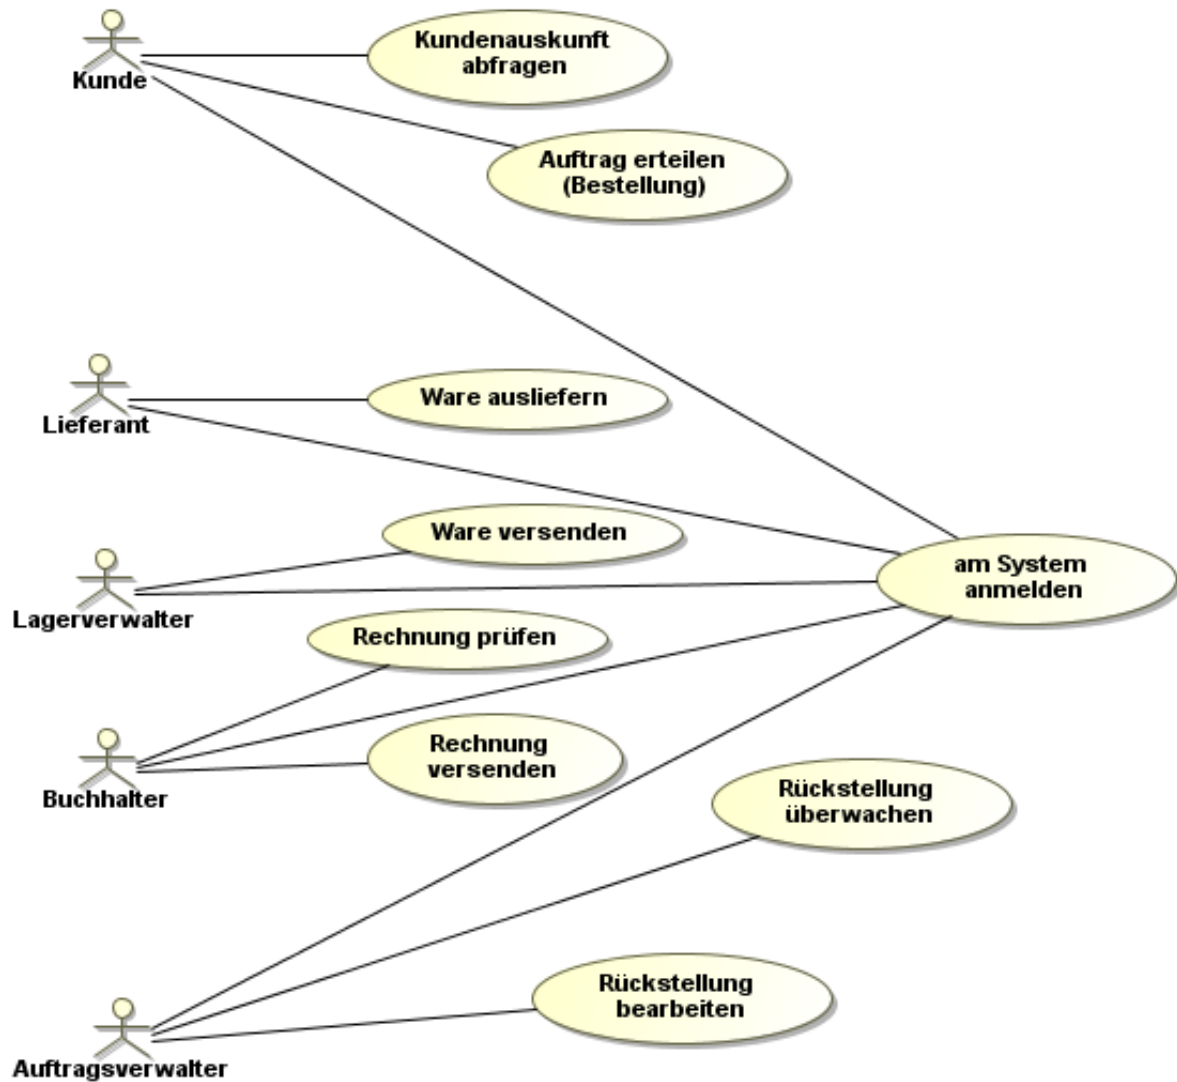 Kundenauskunft
abfragen
Kunde
Auftrag erteilen
(Bestellung)
Ware ausliefern
Lieferant
Ware versenden
am System
anmelden
Lagerverwalter
Rechnung prüfen
Rechnung
versenden
Buchhalter
Rückstellung
überwachen
Rückstellung
bearbeiten
Auftragsverwalter